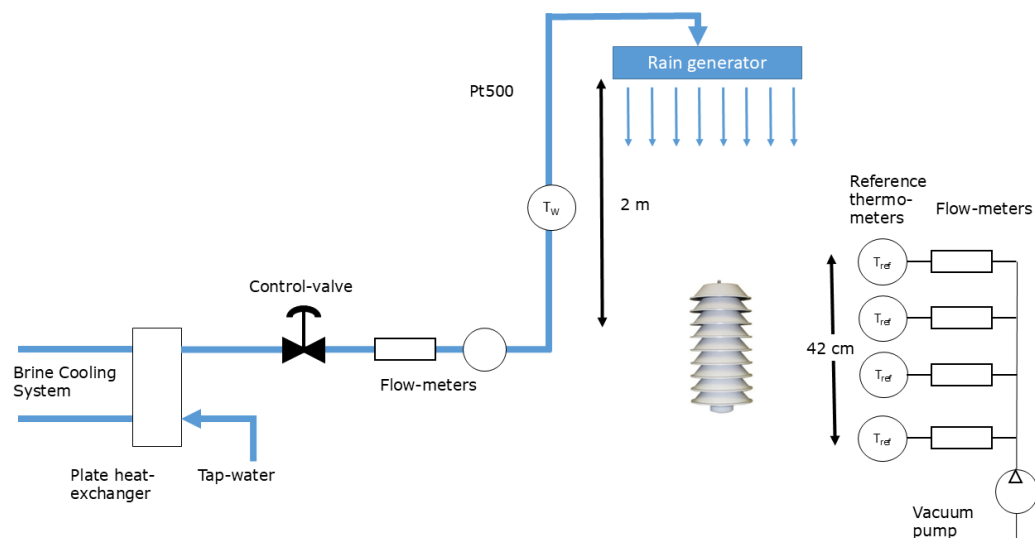 Rain generator
Pt500
T_w
2 m
Reference
thermo-
meters
Flow-meters
T_ref
T_ref
T_ref
T_ref
42 cm
Control-valve
Flow-meters
Brine Cooling
System
Plate heat-
exchanger
Tap-water
Vacuum
pump